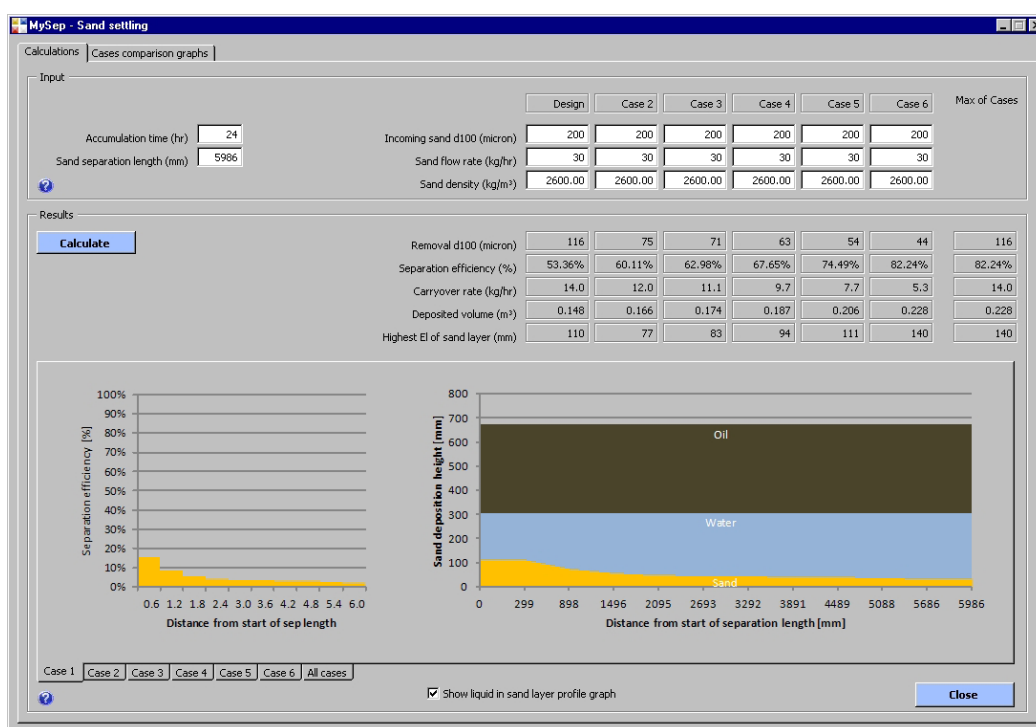 MySep - Sand settling
Calculations Cases comparison graphs
Input
Design Case 2 Case 3 Case 4 Case 5 Case 6 Max of Cases
Accumulation time (hr) 24 Incoming sand d100 (micron) 200 200 200 200 200 200
Sand separation length (mm) 5986 Sand flow rate (kg/hr) 30 30 30 30 30 30
Sand density (kg/m³) 2600.00 2600.00 2600.00 2600.00 2600.00 2600.00
Results
Calculate Removal d100 (micron) 116 75 71 63 54 44 116
Separation efficiency (%) 53.36% 60.11% 62.98% 67.65% 74.49% 82.24% 82.24%
Carryover rate (kg/hr) 14.0 12.0 11.1 9.7 7.7 5.3 14.0
Deposited volume (m³) 0.148 0.166 0.174 0.187 0.206 0.228 0.228
Highest El of sand layer (mm) 110 77 83 94 111 140 140
Separation efficiency [%]
100%
90%
80%
70%
60%
50%
40%
30%
20%
10%
0%
0.6 1.2 1.8 2.4 3.0 3.6 4.2 4.8 5.4 6.0
Distance from start of sep length
Sand deposition height [mm]
800
700
600
500
400
300
200
100
0
Oil
Water
Sand
0 299 898 1496 2095 2693 3292 3891 4489 5088 5686 5986
Distance from start of separation length [mm]
Case 1 Case 2 Case 3 Case 4 Case 5 Case 6 All cases
Show liquid in sand layer profile graph
Close